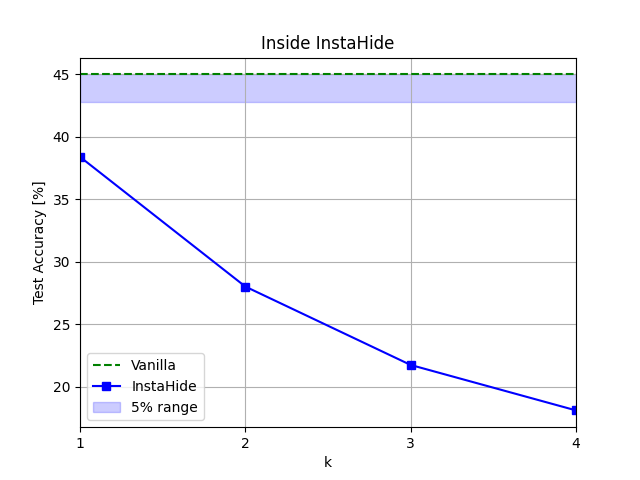 Inside InstaHide
Test Accuracy [%]
45
40
35
30
25
20
Vanilla
InstaHide
5% range
1 2 3 4
k